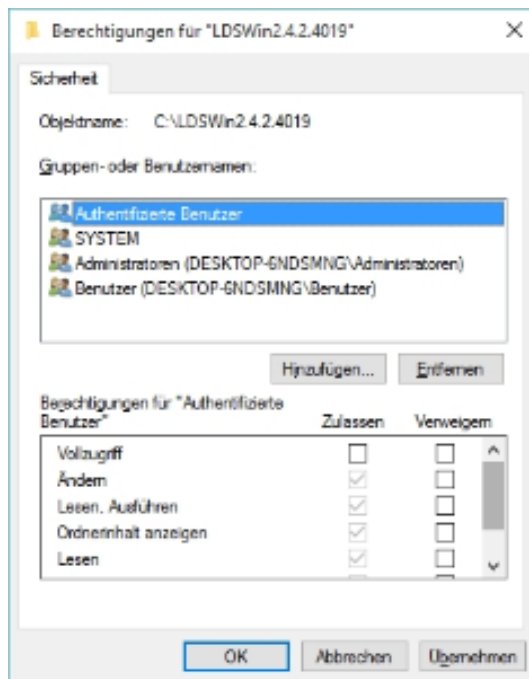 Berechtigungen für "LDSWin2.4.2.4019"
Sicherheit
Objektname: C:\LDSWin2.4.2.4019
Gruppen- oder Benutzernamen:
Authentifizierte Benutzer
SYSTEM
Administratoren (DESKTOP-6NDSMNG\Administratoren)
Benutzer (DESKTOP-6NDSMNG\Benutzer)
Hinzufügen... Entfernen
Berechtigungen für "Authentifizierte
Benutzer" Zulassen Verweigern
Vollzugriff
Ändern
Lesen, Ausführen
Ordnerinhalt anzeigen
Lesen
OK Abbrechen Übernehmen